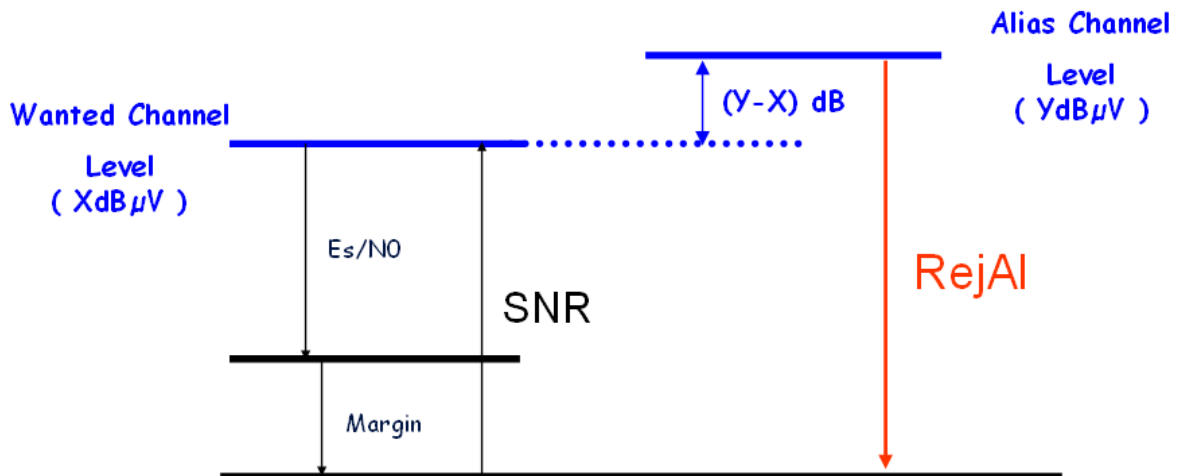 Alias Channel
Level
( YdBµV )
(Y-X) dB
Wanted Channel
Level
( XdBµV )
Es/N0
RejAl
SNR
Margin